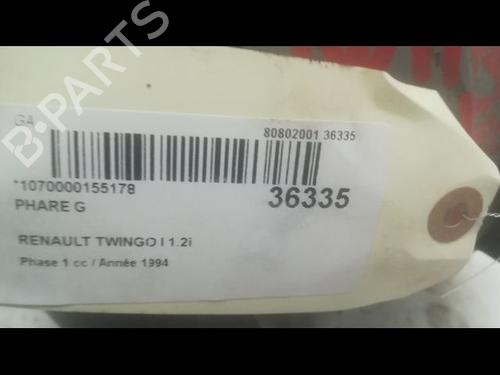 GA
80802001 36335
*1070000155178
36335
PHARE G
RENAULT TWINGO I 1.2i
Phase 1 cc / Année 1994
B-PARTS